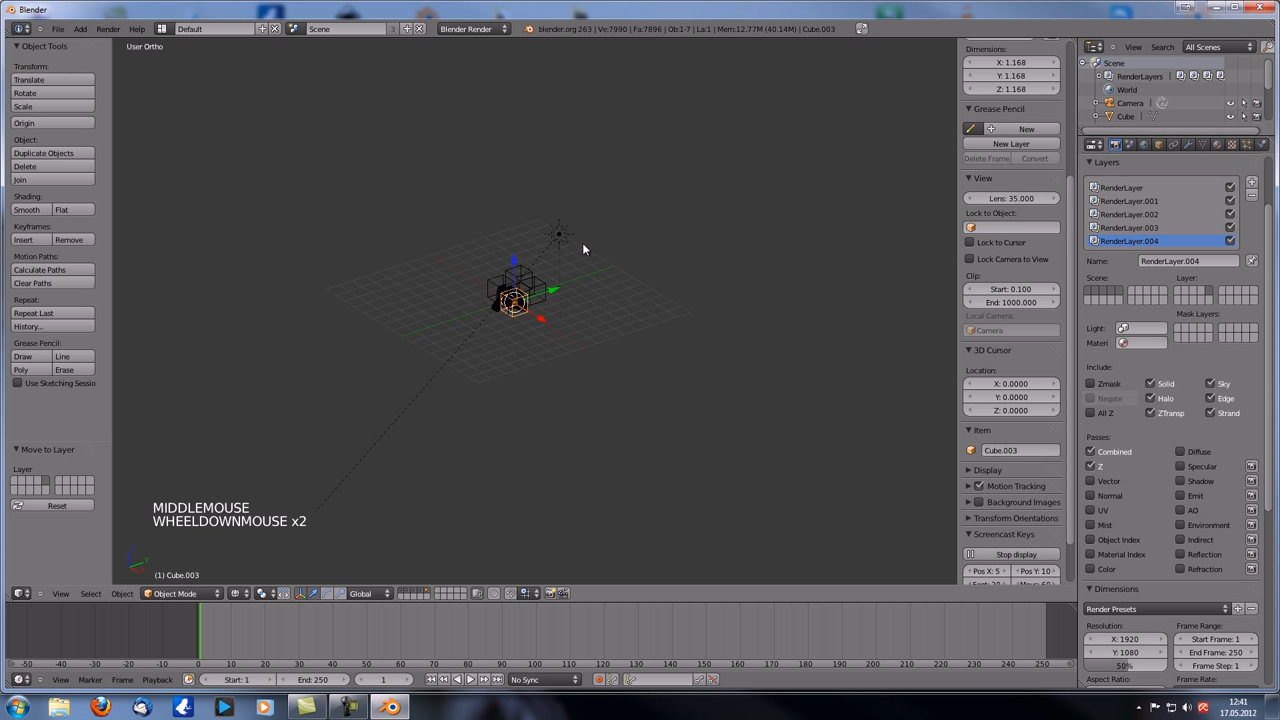 Blender
File
Add
Render
Window
Help
Default
Scene
3
Blender Render
blender.org 263 | Ve:7990 | Fa:7896 | Ob:1-7 | La:1 | Mem:12.77M (40.14M) | Cube.003
Object Tools
Transform:
Translate
Rotate
Scale
Origin
Object:
Duplicate Objects
Delete
Join
Shading:
Smooth
Flat
Keyframes:
Insert
Remove
Motion Paths:
Calculate Paths
Clear Paths
Repeat:
Repeat Last
History...
Grease Pencil:
Draw
Line
Poly
Erase
Use Sketching Sessio
Move to Layer
Layer
Reset
User Ortho
MIDDLEMOUSE
WHEELDOWNMOUSE x2
(1) Cube.003
Dimensions:
X: 1.168
Y: 1.168
Z: 1.168
Grease Pencil
New
New Layer
Delete Frame
Convert
View
Lens: 35.000
Lock to Object:
Lock to Cursor
Lock Camera to View
Clip:
Start: 0.100
End: 1000.000
Local Camera:
Camera
3D Cursor
Location:
X: 0.0000
Y: 0.0000
Z: 0.0000
Item
Cube.003
Display
Motion Tracking
Background Images
Transform Orientations
Screencast Keys
Stop display
Pos X: 5
Pos Y: 10
View
Search
All Scenes
Scene
RenderLayers
World
Camera
Cube
Layers
RenderLayer
RenderLayer.001
RenderLayer.002
RenderLayer.003
RenderLayer.004
Name:
RenderLayer.004
Scene:
Layer:
Mask Layers:
Light:
Materi
Include:
Zmask
Solid
Sky
Negate
Halo
Edge
All Z
ZTransp
Strand
Passes:
Combined
Diffuse
Z
Specular
Vector
Shadow
Normal
Emit
UV
AO
Mist
Environment
Object Index
Indirect
Material Index
Reflection
Color
Refraction
Dimensions
Render Presets
Resolution:
Frame Range:
X: 1920
Start Frame: 1
Y: 1080
End Frame: 250
50%
Frame Step: 1
Aspect Ratio:
View
Select
Object
Object Mode
Global
-50 -40 -30 -20 -10 0 10 20 30 40 50 60 70 80 90 100 110 120 130 140 150 160 170 180 190 200 210 220 230 240 250
View
Marker
Frame
Playback
Start: 1
End: 250
1
No Sync
12:41
17.05.2012